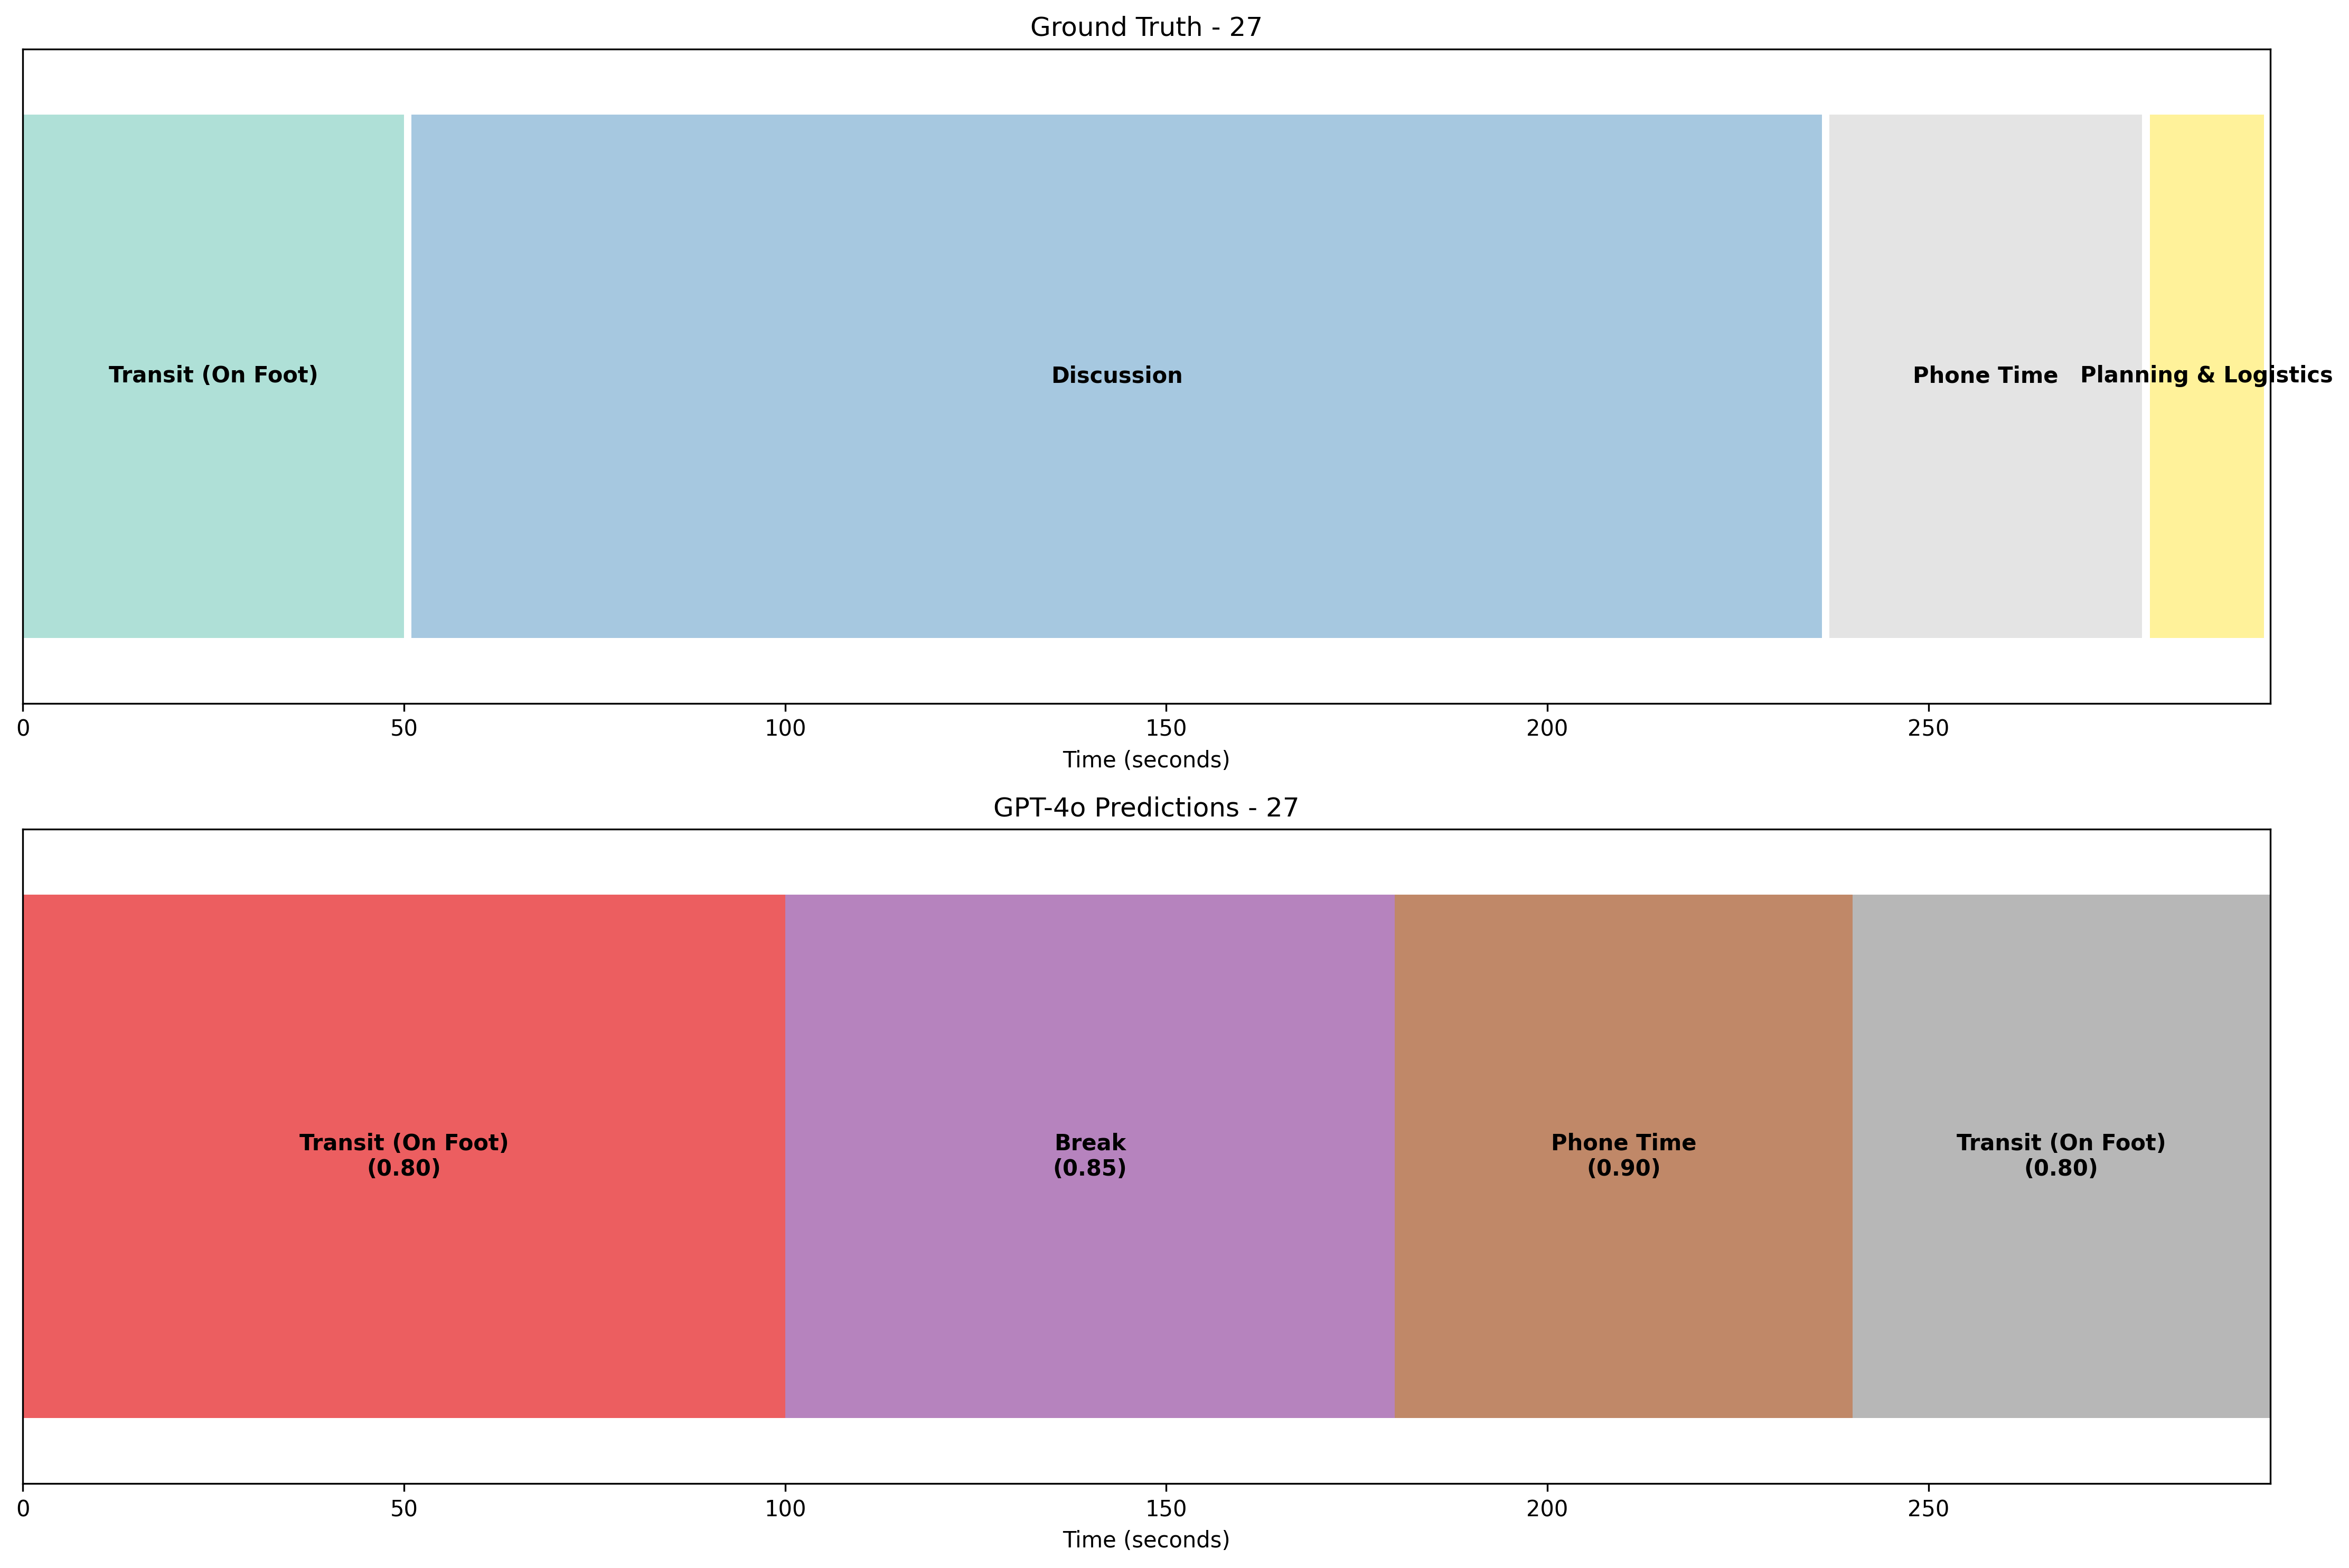 Ground Truth - 27
Transit (On Foot)
Discussion
Phone Time
Planning & Logistics
0
50
100
150
200
250
Time (seconds)
GPT-4o Predictions - 27
Transit (On Foot)
(0.80)
Break
(0.85)
Phone Time
(0.90)
Transit (On Foot)
(0.80)
0
50
100
150
200
250
Time (seconds)